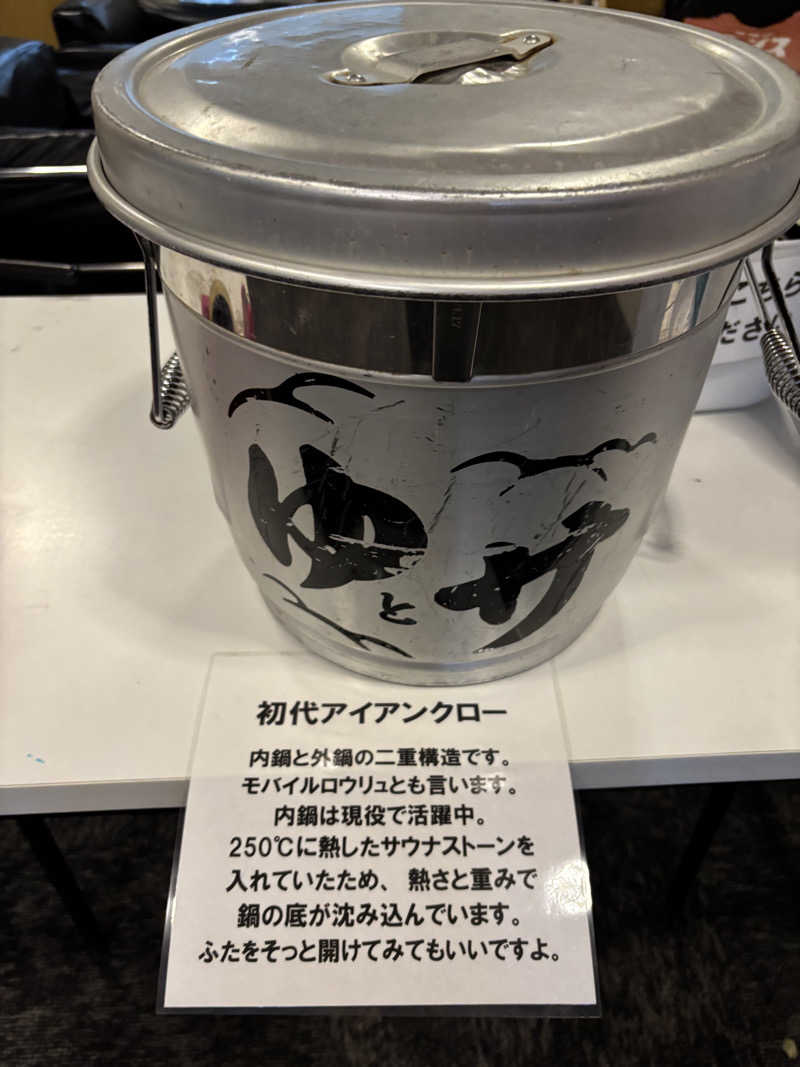 ゆ
と
サ
初代アイアンクロー
内鍋と外鍋の二重構造です。
モバイルロウリュとも言います。
内鍋は現役で活躍中。
250℃に熱したサウナストーンを
入れていたため、熱さと重みで
鍋の底が沈み込んでいます。
ふたをそっと開けてみてもいいですよ。